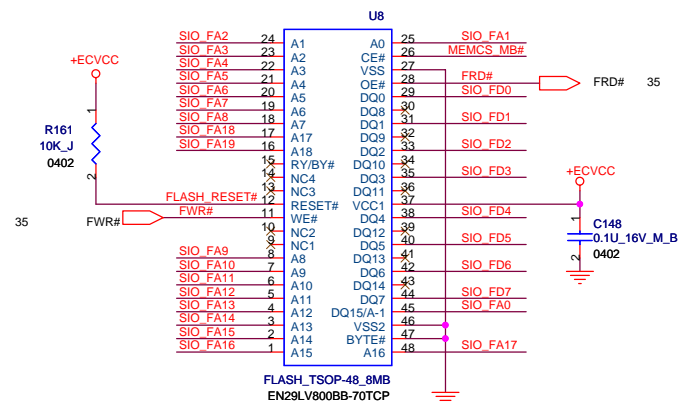 U8
SIO_FA2 24 A1 A0 25 SIO_FA1
SIO_FA3 23 A2 CE# 26 MEMCS_MB#
SIO_FA4 22 A3 VSS 27
SIO_FA5 21 A4 OE# 28 FRD# FRD# 35
SIO_FA6 20 A5 DQ0 29 SIO_FD0
SIO_FA7 19 A6 DQ8 30
SIO_FA8 18 A7 DQ1 31 SIO_FD1
SIO_FA18 17 A17 DQ9 32
SIO_FA19 16 A18 DQ2 33 SIO_FD2
15 RY/BY# DQ10 34
14 NC4 DQ3 35 SIO_FD3
13 NC3 DQ11 36
FLASH_RESET# 12 RESET# VCC1 37
35 FWR# FWR# 11 WE# DQ4 38 SIO_FD4
10 NC2 DQ12 39
9 NC1 DQ5 40 SIO_FD5
SIO_FA9 8 A8 DQ13 41
SIO_FA10 7 A9 DQ6 42 SIO_FD6
SIO_FA11 6 A10 DQ14 43
SIO_FA12 5 A11 DQ7 44 SIO_FD7
SIO_FA13 4 A12 DQ15/A-1 45 SIO_FA0
SIO_FA14 3 A13 VSS2 46
SIO_FA15 2 A14 BYTE# 47
SIO_FA16 1 A15 A16 48 SIO_FA17
FLASH_TSOP-48_8MB
EN29LV800BB-70TCP
+ECVCC
1
R161
10K_J
0402
2
+ECVCC
1
C148
0.1U_16V_M_B
0402
2